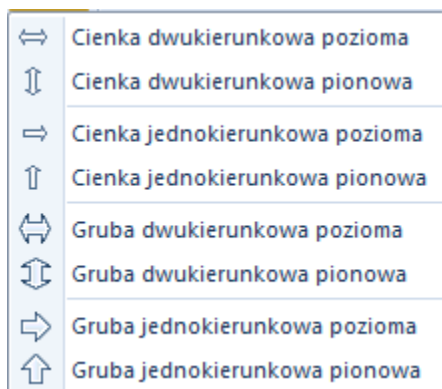 Cienka dwukierunkowa pozioma
Cienka dwukierunkowa pionowa
Cienka jednokierunkowa pozioma
Cienka jednokierunkowa pionowa
Gruba dwukierunkowa pozioma
Gruba dwukierunkowa pionowa
Gruba jednokierunkowa pozioma
Gruba jednokierunkowa pionowa